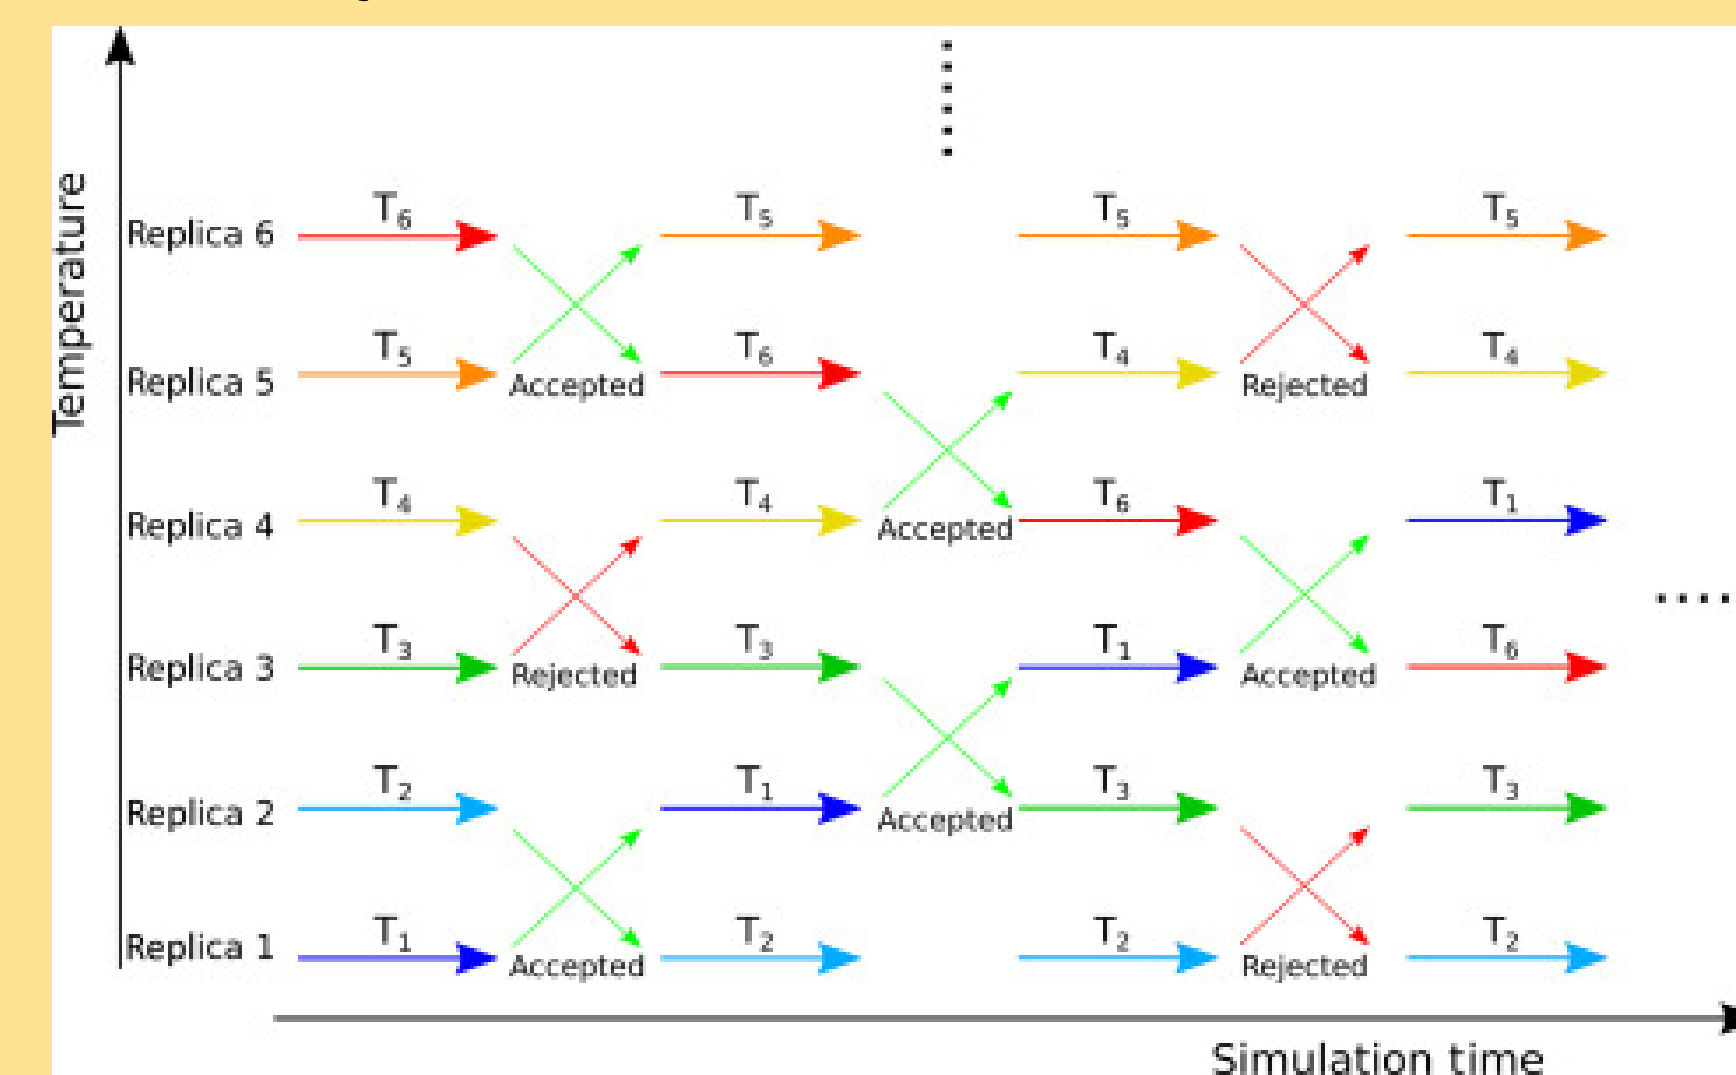 Temperature
T6 T5 T5 T5
Replica 6
T5 T6 T4 T4
Replica 5 Accepted Rejected
T4 T4 T6 T1
Replica 4 Accepted
T3 T3 T1 T6
Replica 3 Rejected Accepted
T2 T1 T3 T3
Replica 2 Accepted
T1 T2 T2 T2
Replica 1 Accepted Rejected
Simulation time